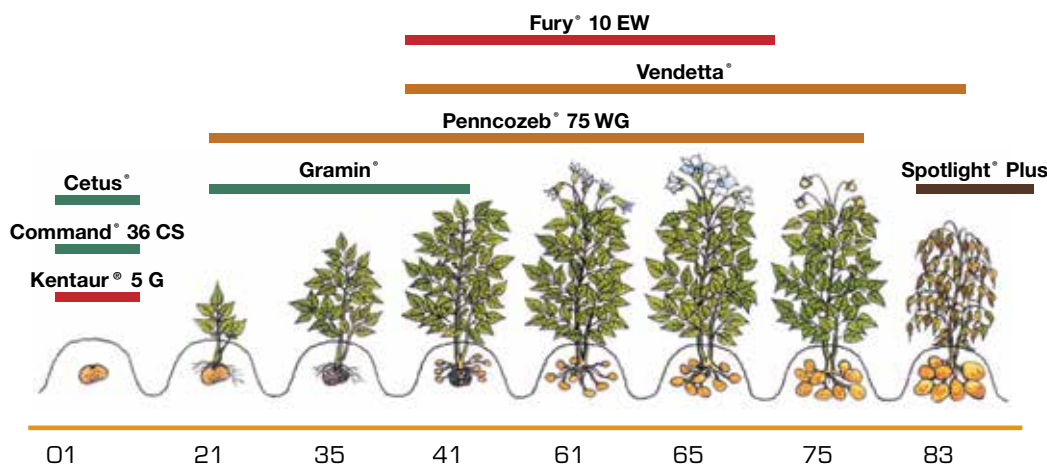 Fury® 10 EW
Vendetta®
Penncozeb® 75 WG
Cetus®
Gramin®
Spotlight® Plus
Command® 36 CS
Kentaur® 5 G
01 21 35 41 61 65 75 83